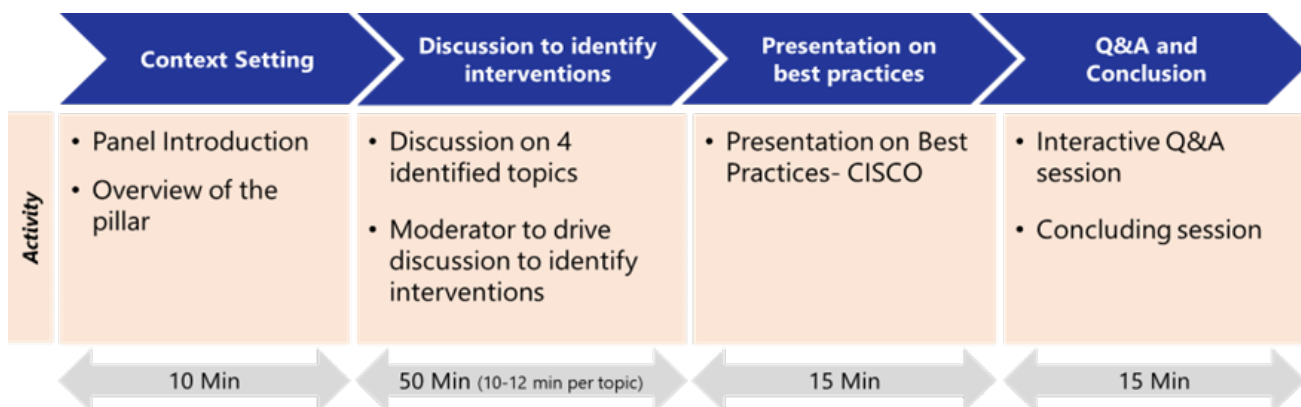 Context Setting
Discussion to identify
interventions
Presentation on
best practices
Q&A and
Conclusion
Activity
• Panel Introduction
• Overview of the
pillar
• Discussion on 4
identified topics
• Moderator to drive
discussion to identify
interventions
• Presentation on Best
Practices- CISCO
• Interactive Q&A
session
• Concluding session
10 Min
50 Min (10-12 min per topic)
15 Min
15 Min